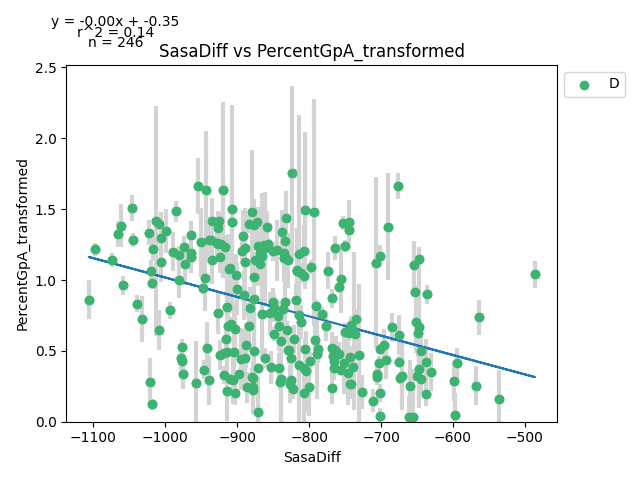 y = -0.00x + -0.35
r^2 = 0.14
n = 246
SasaDiff vs PercentGpA_transformed
D
2.5
2.0
1.5
1.0
0.5
0.0
PercentGpA_transformed
−1100 −1000 −900 −800 −700 −600 −500
SasaDiff